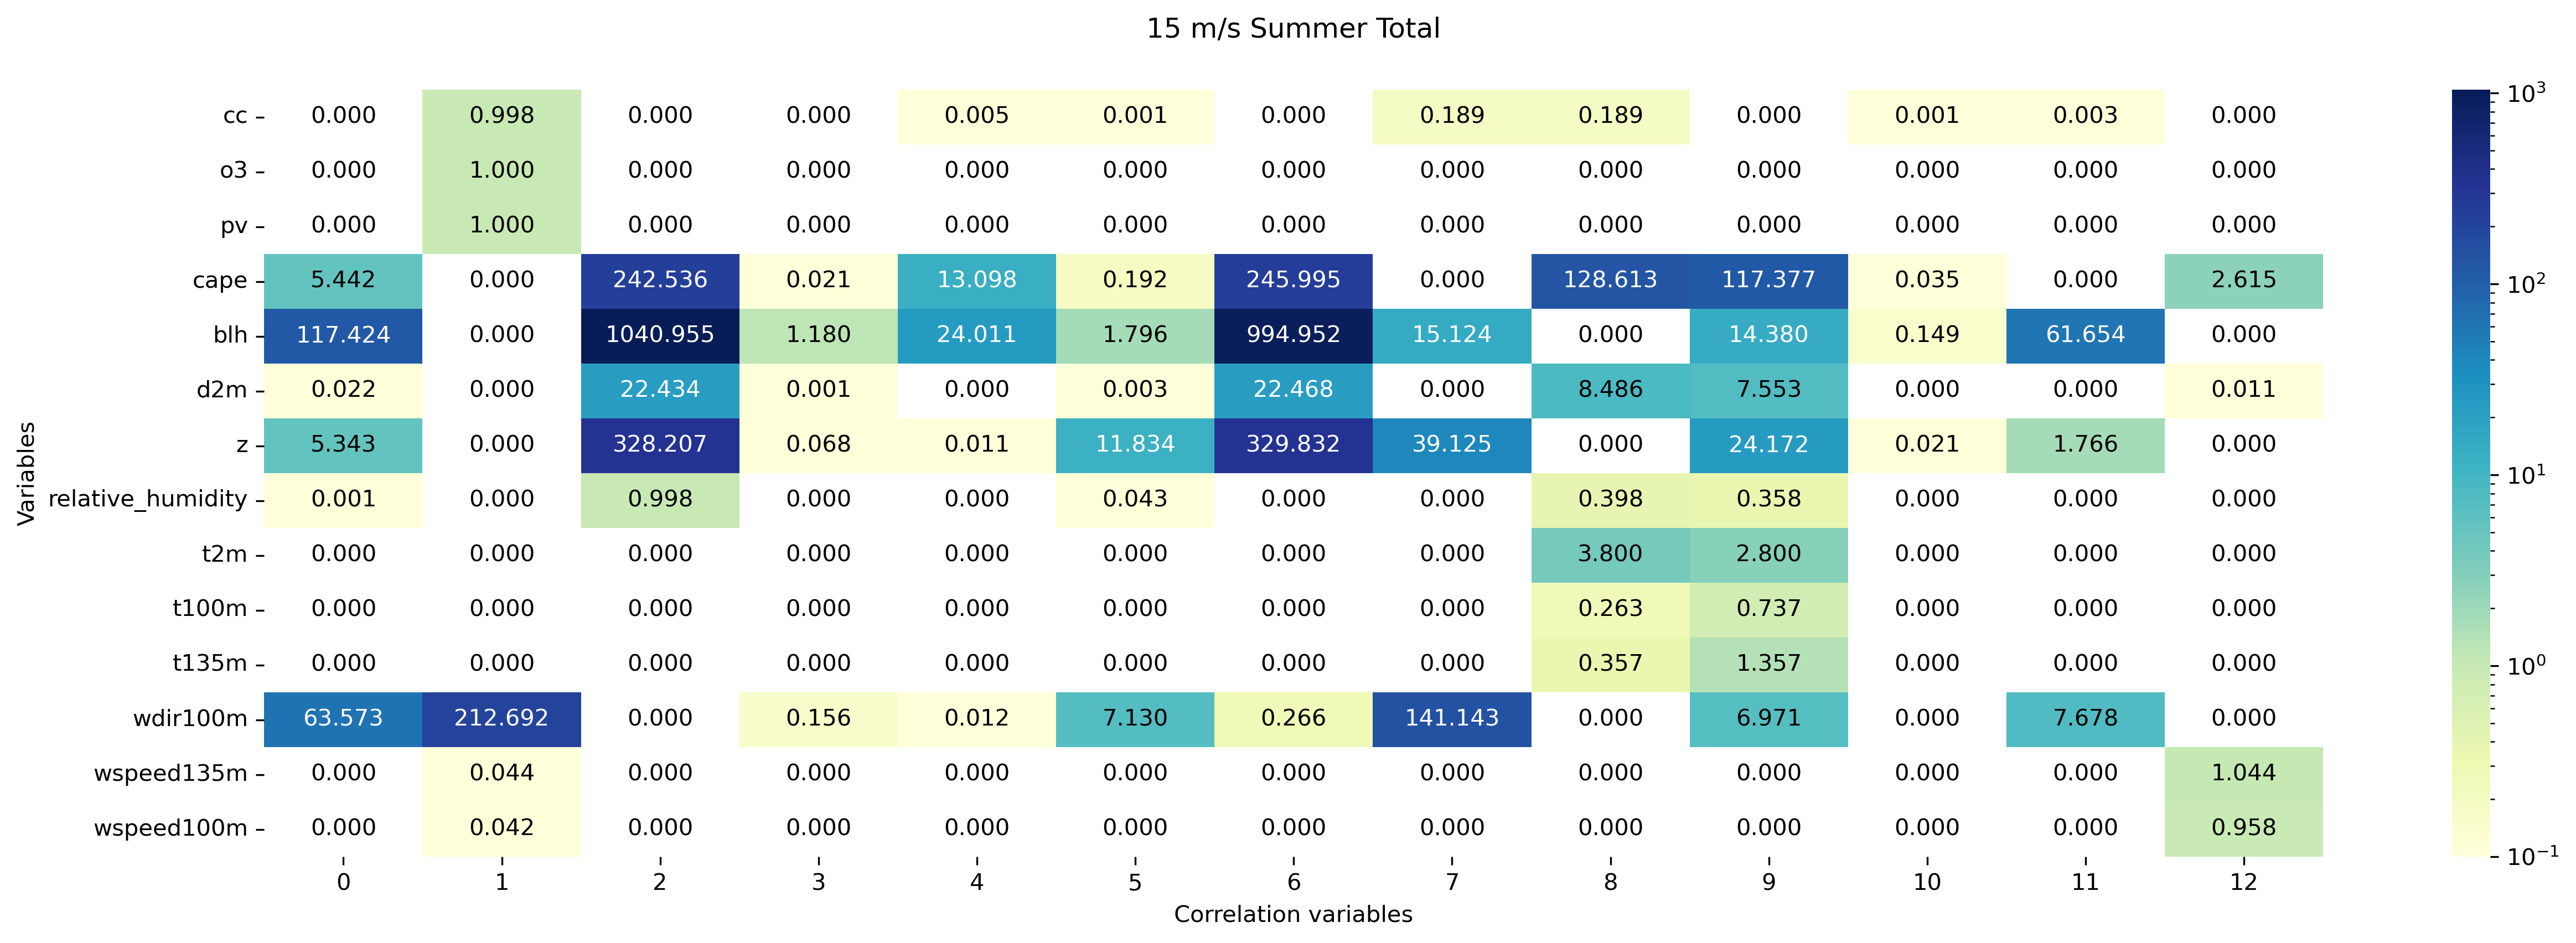 15 m/s Summer Total
cc 0.000 0.998 0.000 0.000 0.005 0.001 0.000 0.189 0.189 0.000 0.001 0.003 0.000
o3 0.000 1.000 0.000 0.000 0.000 0.000 0.000 0.000 0.000 0.000 0.000 0.000 0.000
pv 0.000 1.000 0.000 0.000 0.000 0.000 0.000 0.000 0.000 0.000 0.000 0.000 0.000
cape 5.442 0.000 242.536 0.021 13.098 0.192 245.995 0.000 128.613 117.377 0.035 0.000 2.615
blh 117.424 0.000 1040.955 1.180 24.011 1.796 994.952 15.124 0.000 14.380 0.149 61.654 0.000
d2m 0.022 0.000 22.434 0.001 0.000 0.003 22.468 0.000 8.486 7.553 0.000 0.000 0.011
z 5.343 0.000 328.207 0.068 0.011 11.834 329.832 39.125 0.000 24.172 0.021 1.766 0.000
relative_humidity 0.001 0.000 0.998 0.000 0.000 0.043 0.000 0.000 0.398 0.358 0.000 0.000 0.000
t2m 0.000 0.000 0.000 0.000 0.000 0.000 0.000 0.000 3.800 2.800 0.000 0.000 0.000
t100m 0.000 0.000 0.000 0.000 0.000 0.000 0.000 0.000 0.263 0.737 0.000 0.000 0.000
t135m 0.000 0.000 0.000 0.000 0.000 0.000 0.000 0.000 0.357 1.357 0.000 0.000 0.000
wdir100m 63.573 212.692 0.000 0.156 0.012 7.130 0.266 141.143 0.000 6.971 0.000 7.678 0.000
wspeed135m 0.000 0.044 0.000 0.000 0.000 0.000 0.000 0.000 0.000 0.000 0.000 0.000 1.044
wspeed100m 0.000 0.042 0.000 0.000 0.000 0.000 0.000 0.000 0.000 0.000 0.000 0.000 0.958
0 1 2 3 4 5 6 7 8 9 10 11 12
Correlation variables
Variables
10³
10²
10¹
10⁰
10⁻¹